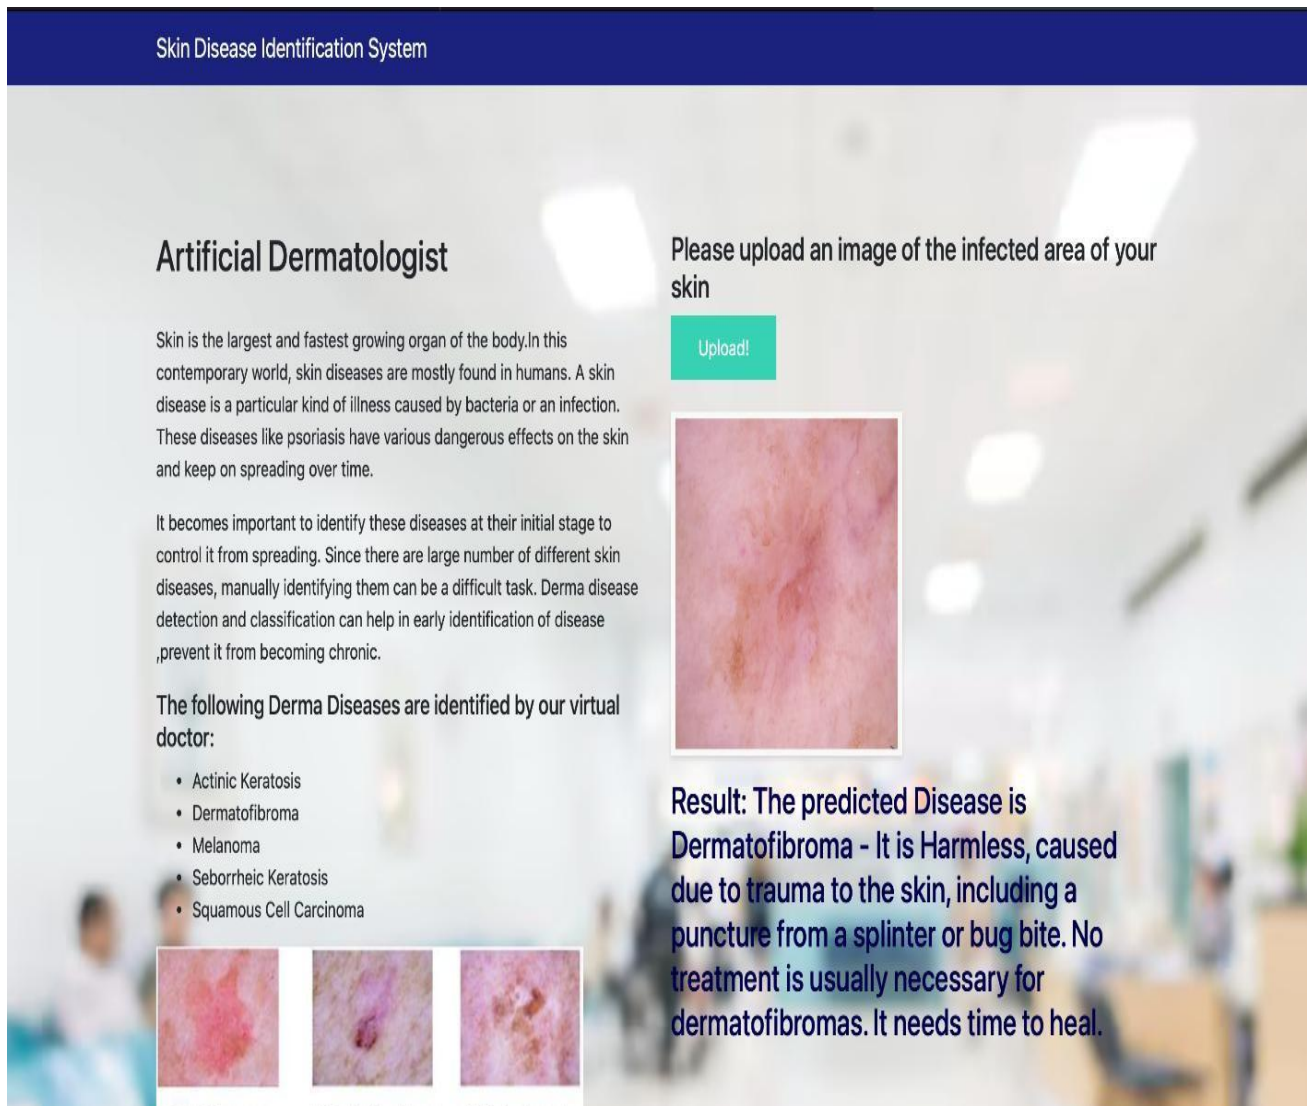 Skin Disease Identification System
Artificial Dermatologist
Skin is the largest and fastest growing organ of the body.In this
contemporary world, skin diseases are mostly found in humans. A skin
disease is a particular kind of illness caused by bacteria or an infection.
These diseases like psoriasis have various dangerous effects on the skin
and keep on spreading over time.
It becomes important to identify these diseases at their initial stage to
control it from spreading. Since there are large number of different skin
diseases, manually identifying them can be a difficult task. Derma disease
detection and classification can help in early identification of disease
,prevent it from becoming chronic.
The following Derma Diseases are identified by our virtual
doctor:
• Actinic Keratosis
• Dermatofibroma
• Melanoma
• Seborrheic Keratosis
• Squamous Cell Carcinoma
Please upload an image of the infected area of your
skin
Upload!
Result: The predicted Disease is
Dermatofibroma - It is Harmless, caused
due to trauma to the skin, including a
puncture from a splinter or bug bite. No
treatment is usually necessary for
dermatofibromas. It needs time to heal.